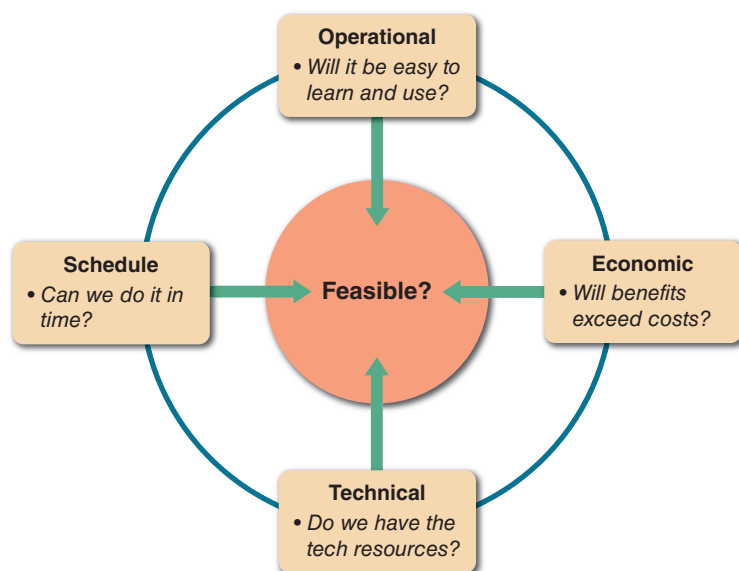 Operational
• Will it be easy to
learn and use?
Schedule
• Can we do it in
time?
Feasible?
Economic
• Will benefits
exceed costs?
Technical
• Do we have the
tech resources?